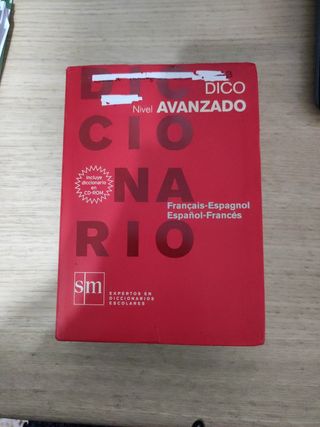 DICO
Nivel AVANZADO
DIC
CIO
NA
RIO
incluye
diccionario
en
CD-ROM
Français-Espagnol
Español-Francés
sm
EXPERTOS EN
DICCIONARIOS
ESCOLARES